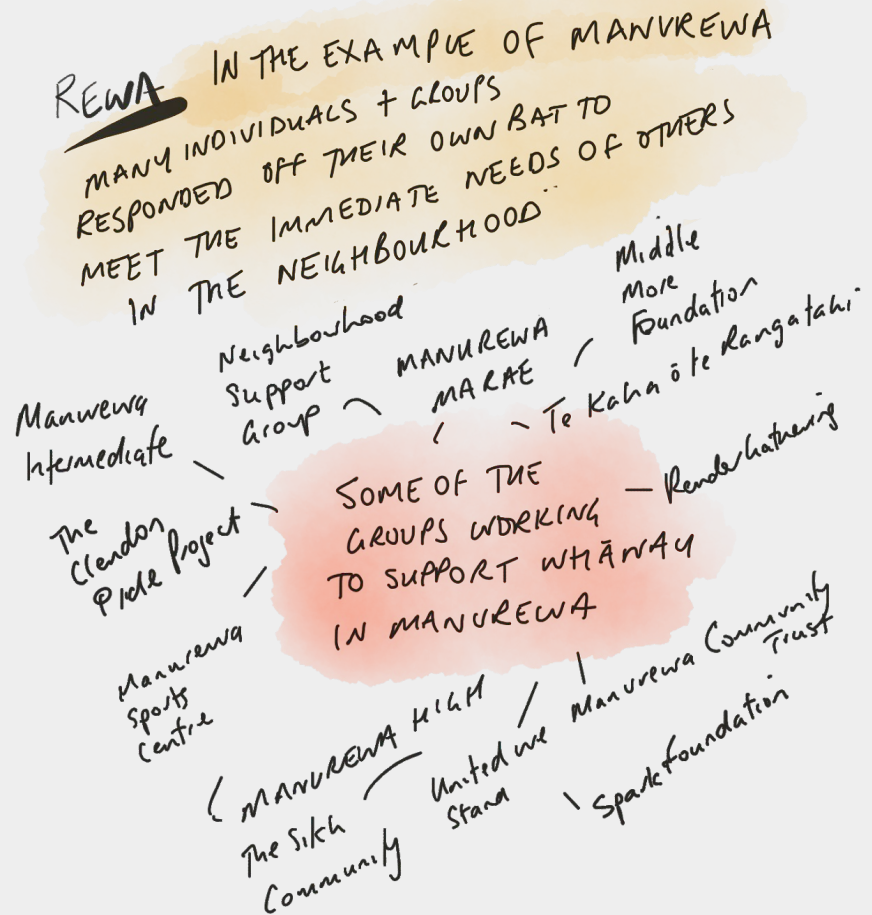 REWA IN THE EXAMPLE OF MANUREWA
MANY INDIVIDUALS + GROUPS
RESPONDED OFF THEIR OWN BAT TO
MEET THE IMMEDIATE NEEDS OF OTHERS
IN THE NEIGHBOURHOOD"
Neighbourhood
Support
Group
MANUREWA
MARAE
Middle
More
Foundation
Te Kaha ō te Rangatahi
Manurewa
Intermediate
RenderGathering
The
Clendon
Pride Project
SOME OF THE
GROUPS WORKING
TO SUPPORT WHĀNAU
IN MANUREWA
Manurewa
Sports
Centre
Manurewa Community
Trust
MANUREWA HIGH
United we
Stand
Spark Foundation
The Sikh
Community